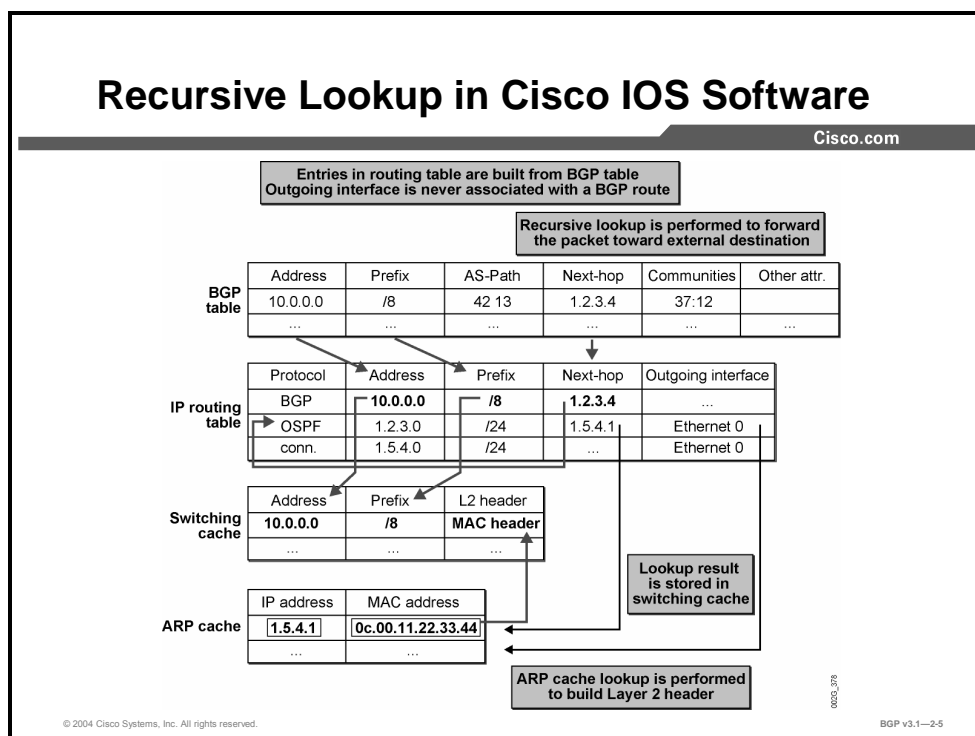 Recursive Lookup in Cisco IOS Software
Cisco.com
Entries in routing table are built from BGP table
Outgoing interface is never associated with a BGP route
Recursive lookup is performed to forward
the packet toward external destination
BGP table
Address Prefix AS-Path Next-hop Communities Other attr.
10.0.0.0 /8 42 13 1.2.3.4 37:12
... ... ... ... ... ...
IP routing table
Protocol Address Prefix Next-hop Outgoing interface
BGP 10.0.0.0 /8 1.2.3.4 ...
OSPF 1.2.3.0 /24 1.5.4.1 Ethernet 0
conn. 1.5.4.0 /24 ... Ethernet 0
Switching cache
Address Prefix L2 header
10.0.0.0 /8 MAC header
... ... ...
Lookup result
is stored in
switching cache
ARP cache
IP address MAC address
1.5.4.1 0c.00.11.22.33.44
... ...
ARP cache lookup is performed
to build Layer 2 header
002G_378
© 2004 Cisco Systems, Inc. All rights reserved.
BGP v3.1—2-5